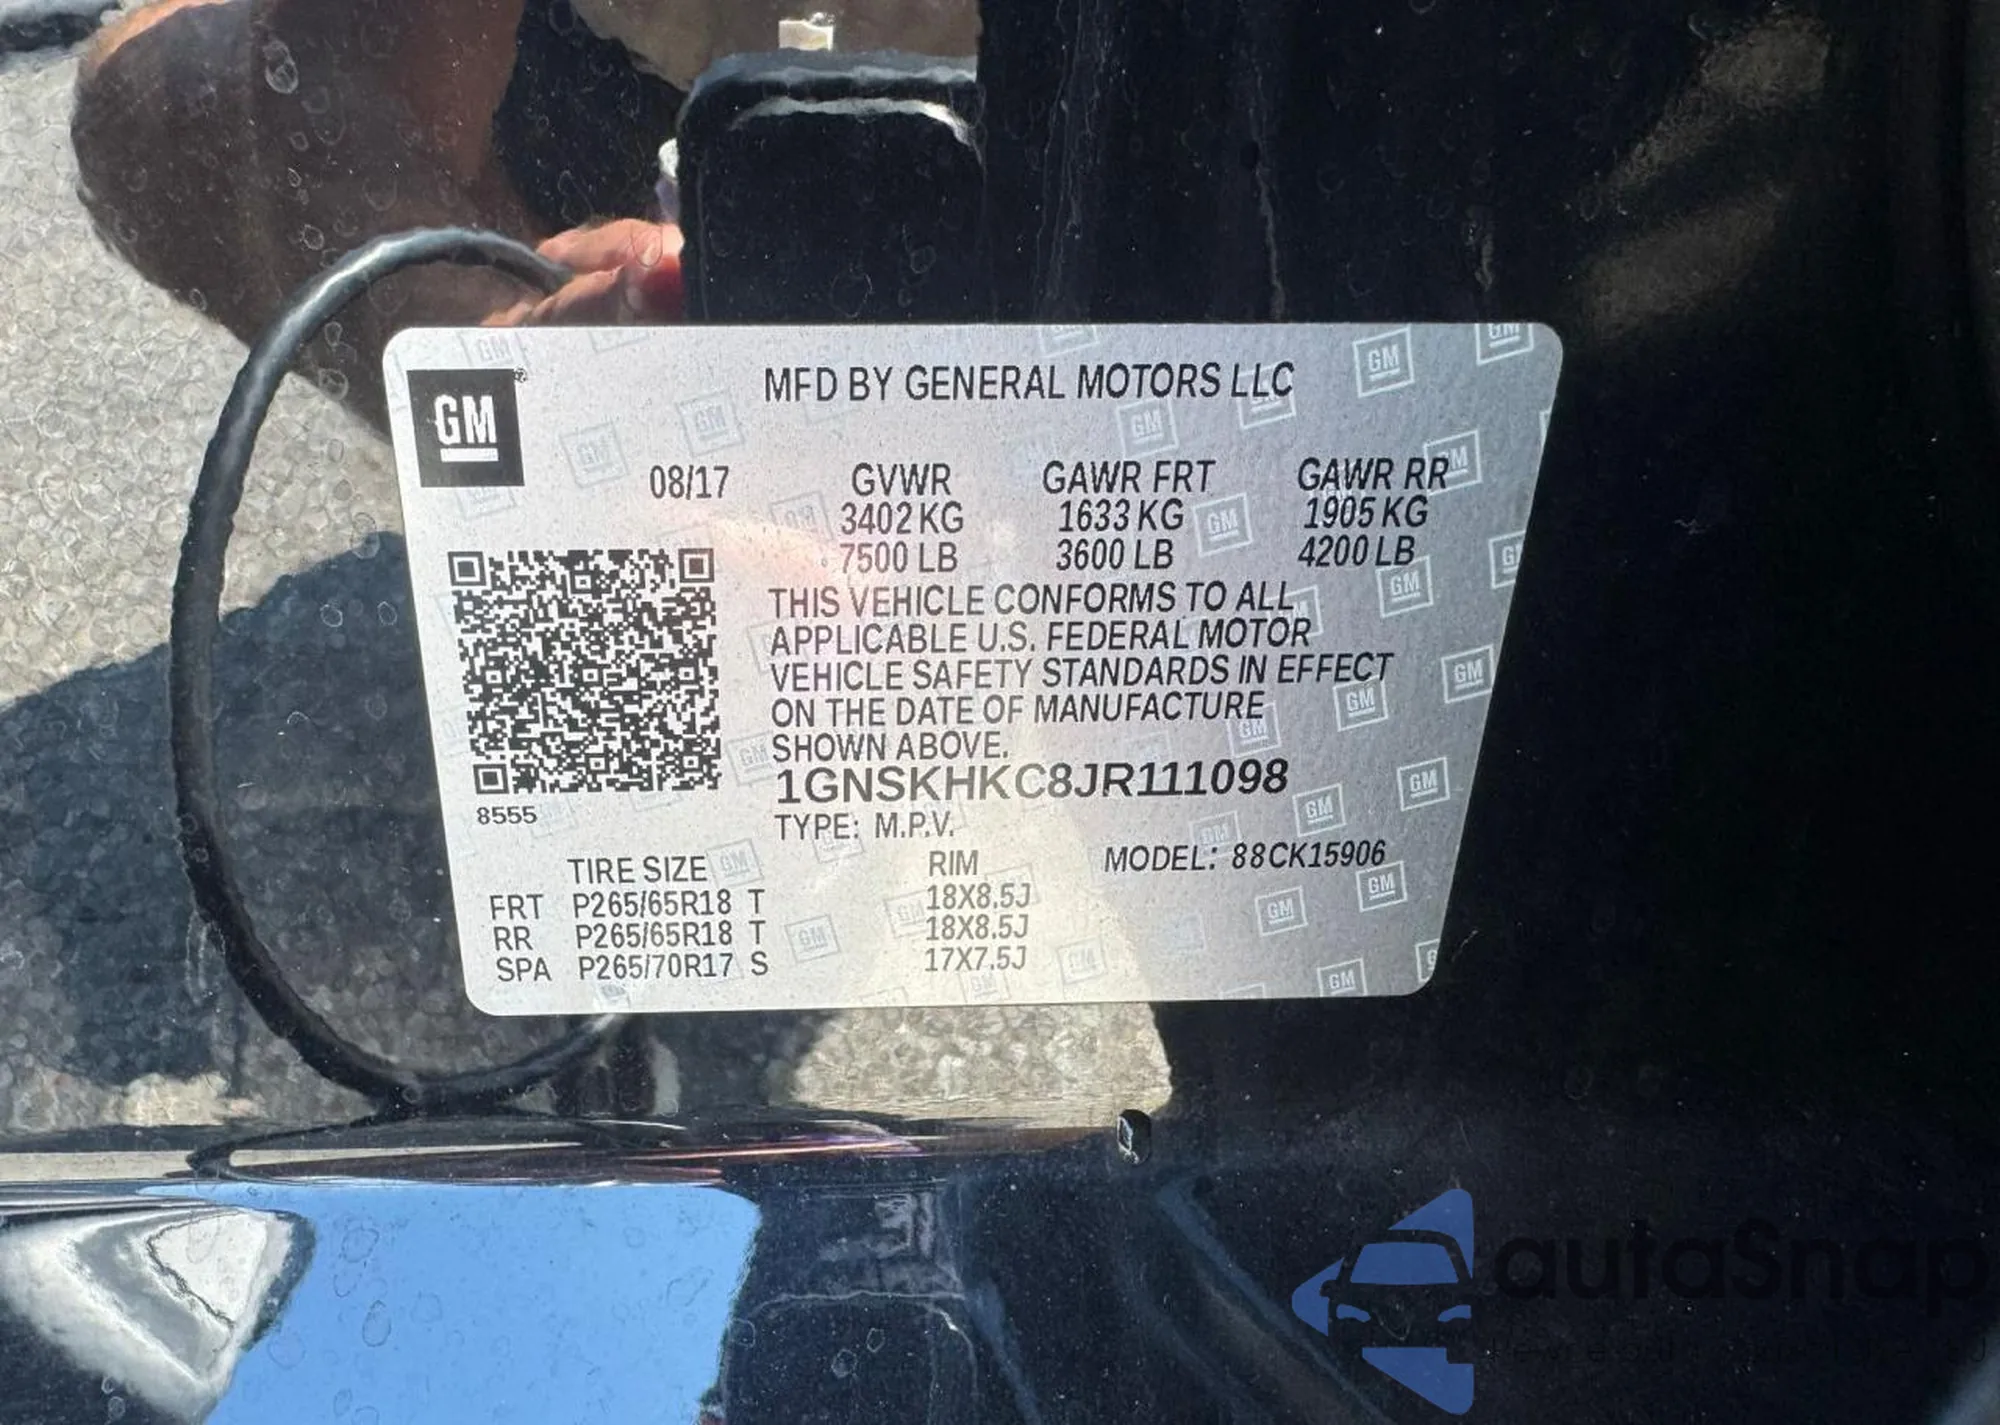 GM
MFD BY GENERAL MOTORS LLC
08/17 GVWR GAWR FRT GAWR RR
3402 KG 1633 KG 1905 KG
7500 LB 3600 LB 4200 LB
THIS VEHICLE CONFORMS TO ALL
APPLICABLE U.S. FEDERAL MOTOR
VEHICLE SAFETY STANDARDS IN EFFECT
ON THE DATE OF MANUFACTURE
SHOWN ABOVE.
1GNSKHKC8JR111098
8555
TYPE: M.P.V.
MODEL: 88CK15906
TIRE SIZE RIM
FRT P265/65R18 T 18X8.5J
RR P265/65R18 T 18X8.5J
SPA P265/70R17 S 17X7.5J
autaSnap